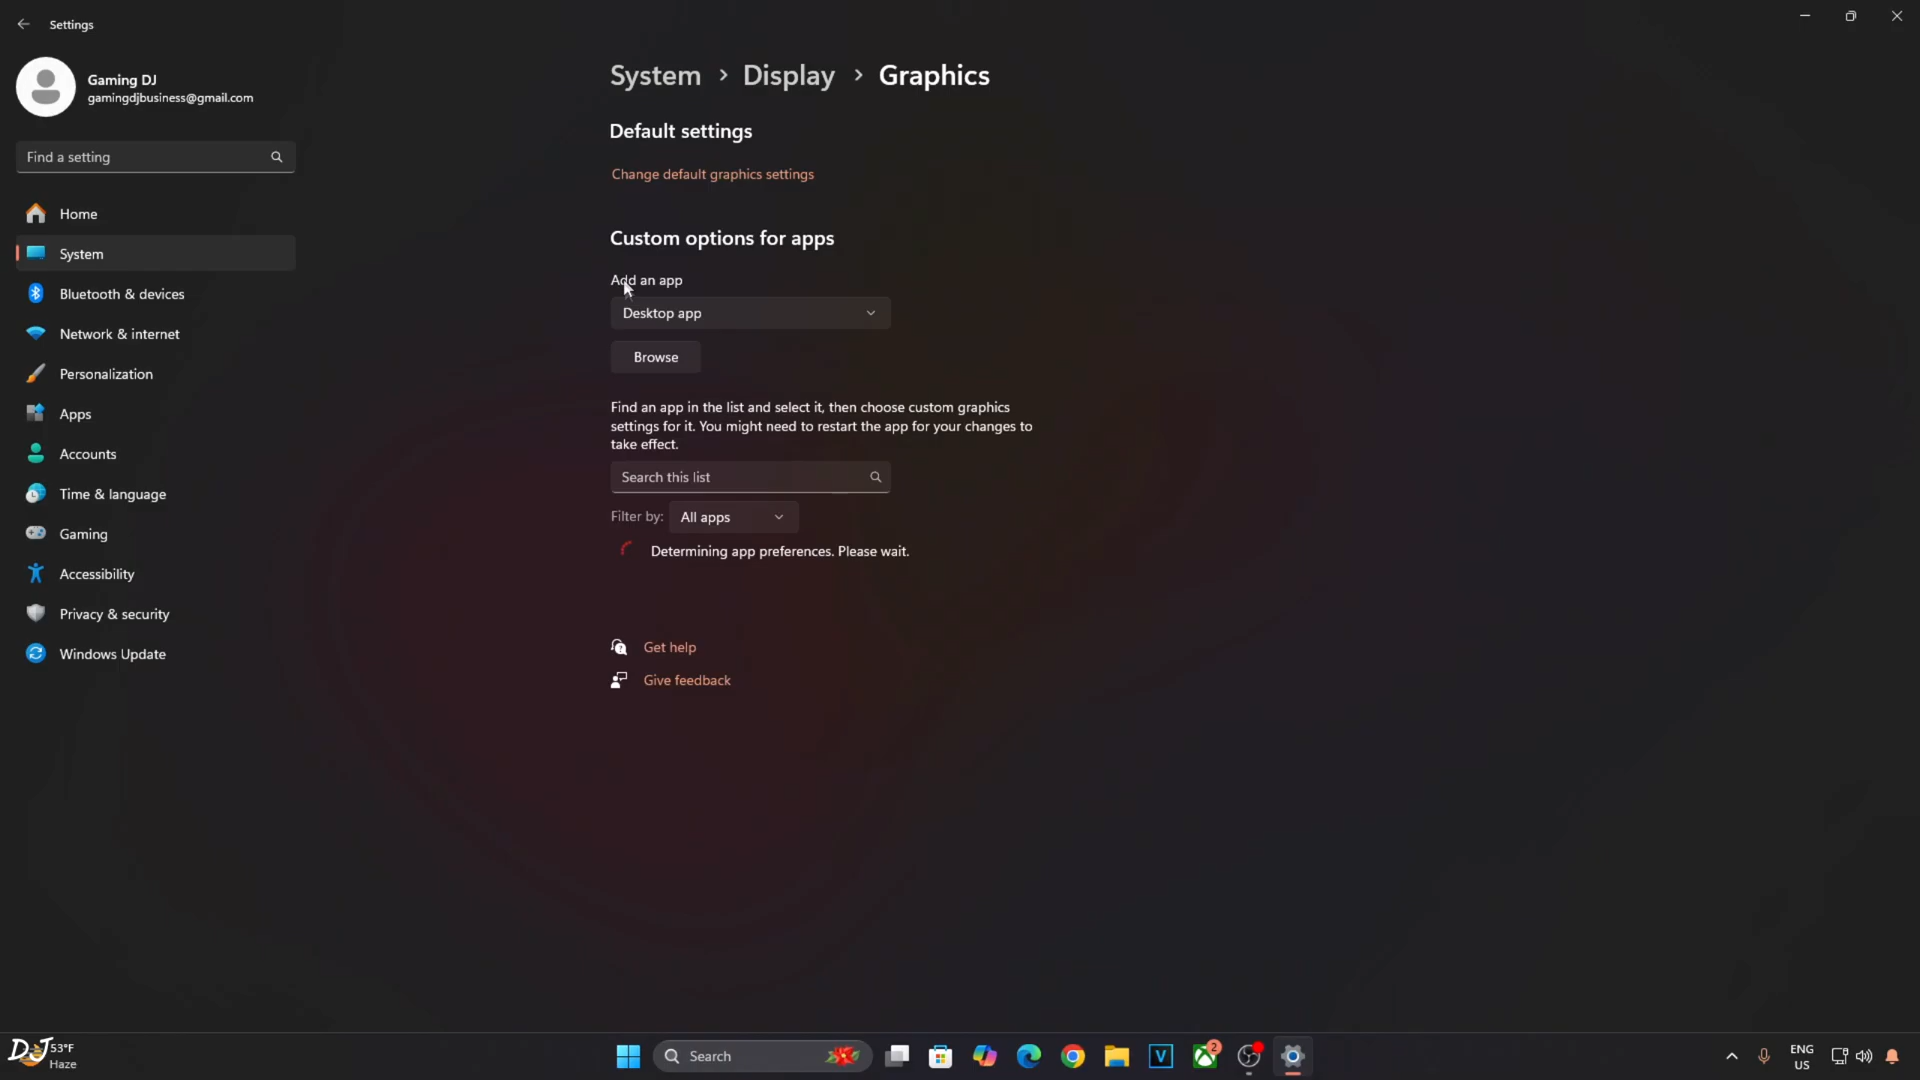 Settings
Gaming DJ
gamingdjbusiness@gmail.com
Find a setting
Home
System
Bluetooth & devices
Network & internet
Personalization
Apps
Accounts
Time & language
Gaming
Accessibility
Privacy & security
Windows Update
System > Display > Graphics
Default settings
Change default graphics settings
Custom options for apps
Add an app
Desktop app
Browse
Find an app in the list and select it, then choose custom graphics
settings for it. You might need to restart the app for your changes to
take effect.
Search this list
Filter by: All apps
Determining app preferences. Please wait.
Get help
Give feedback
DJ
53°F
Haze
Search
V
2
ENG
US